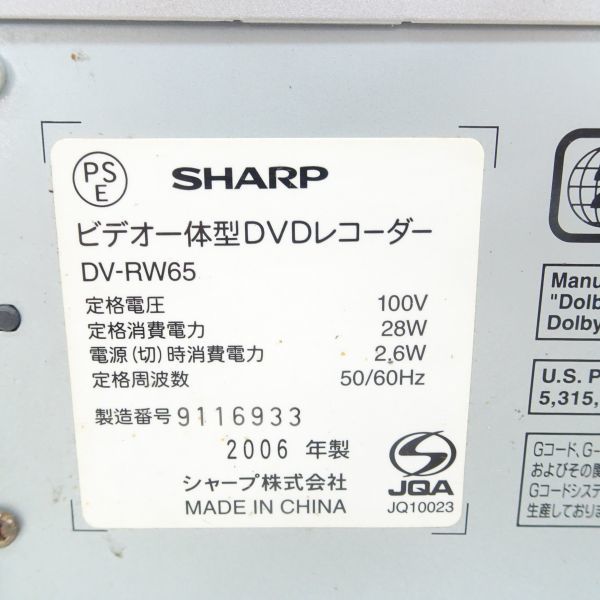 PS
E
SHARP
ビデオ一体型DVDレコーダー
DV-RW65
定格電圧 100V
定格消費電力 28W
電源(切)時消費電力 2.6W
定格周波数 50/60Hz
製造番号 9116933
2006 年製
シャープ株式会社
MADE IN CHINA
S
JQA
JQ10023
Manu
"Dolb
Dolby
U.S. P
5,315,
Gコード、G-
およびその
Gコードシステ
生産しており